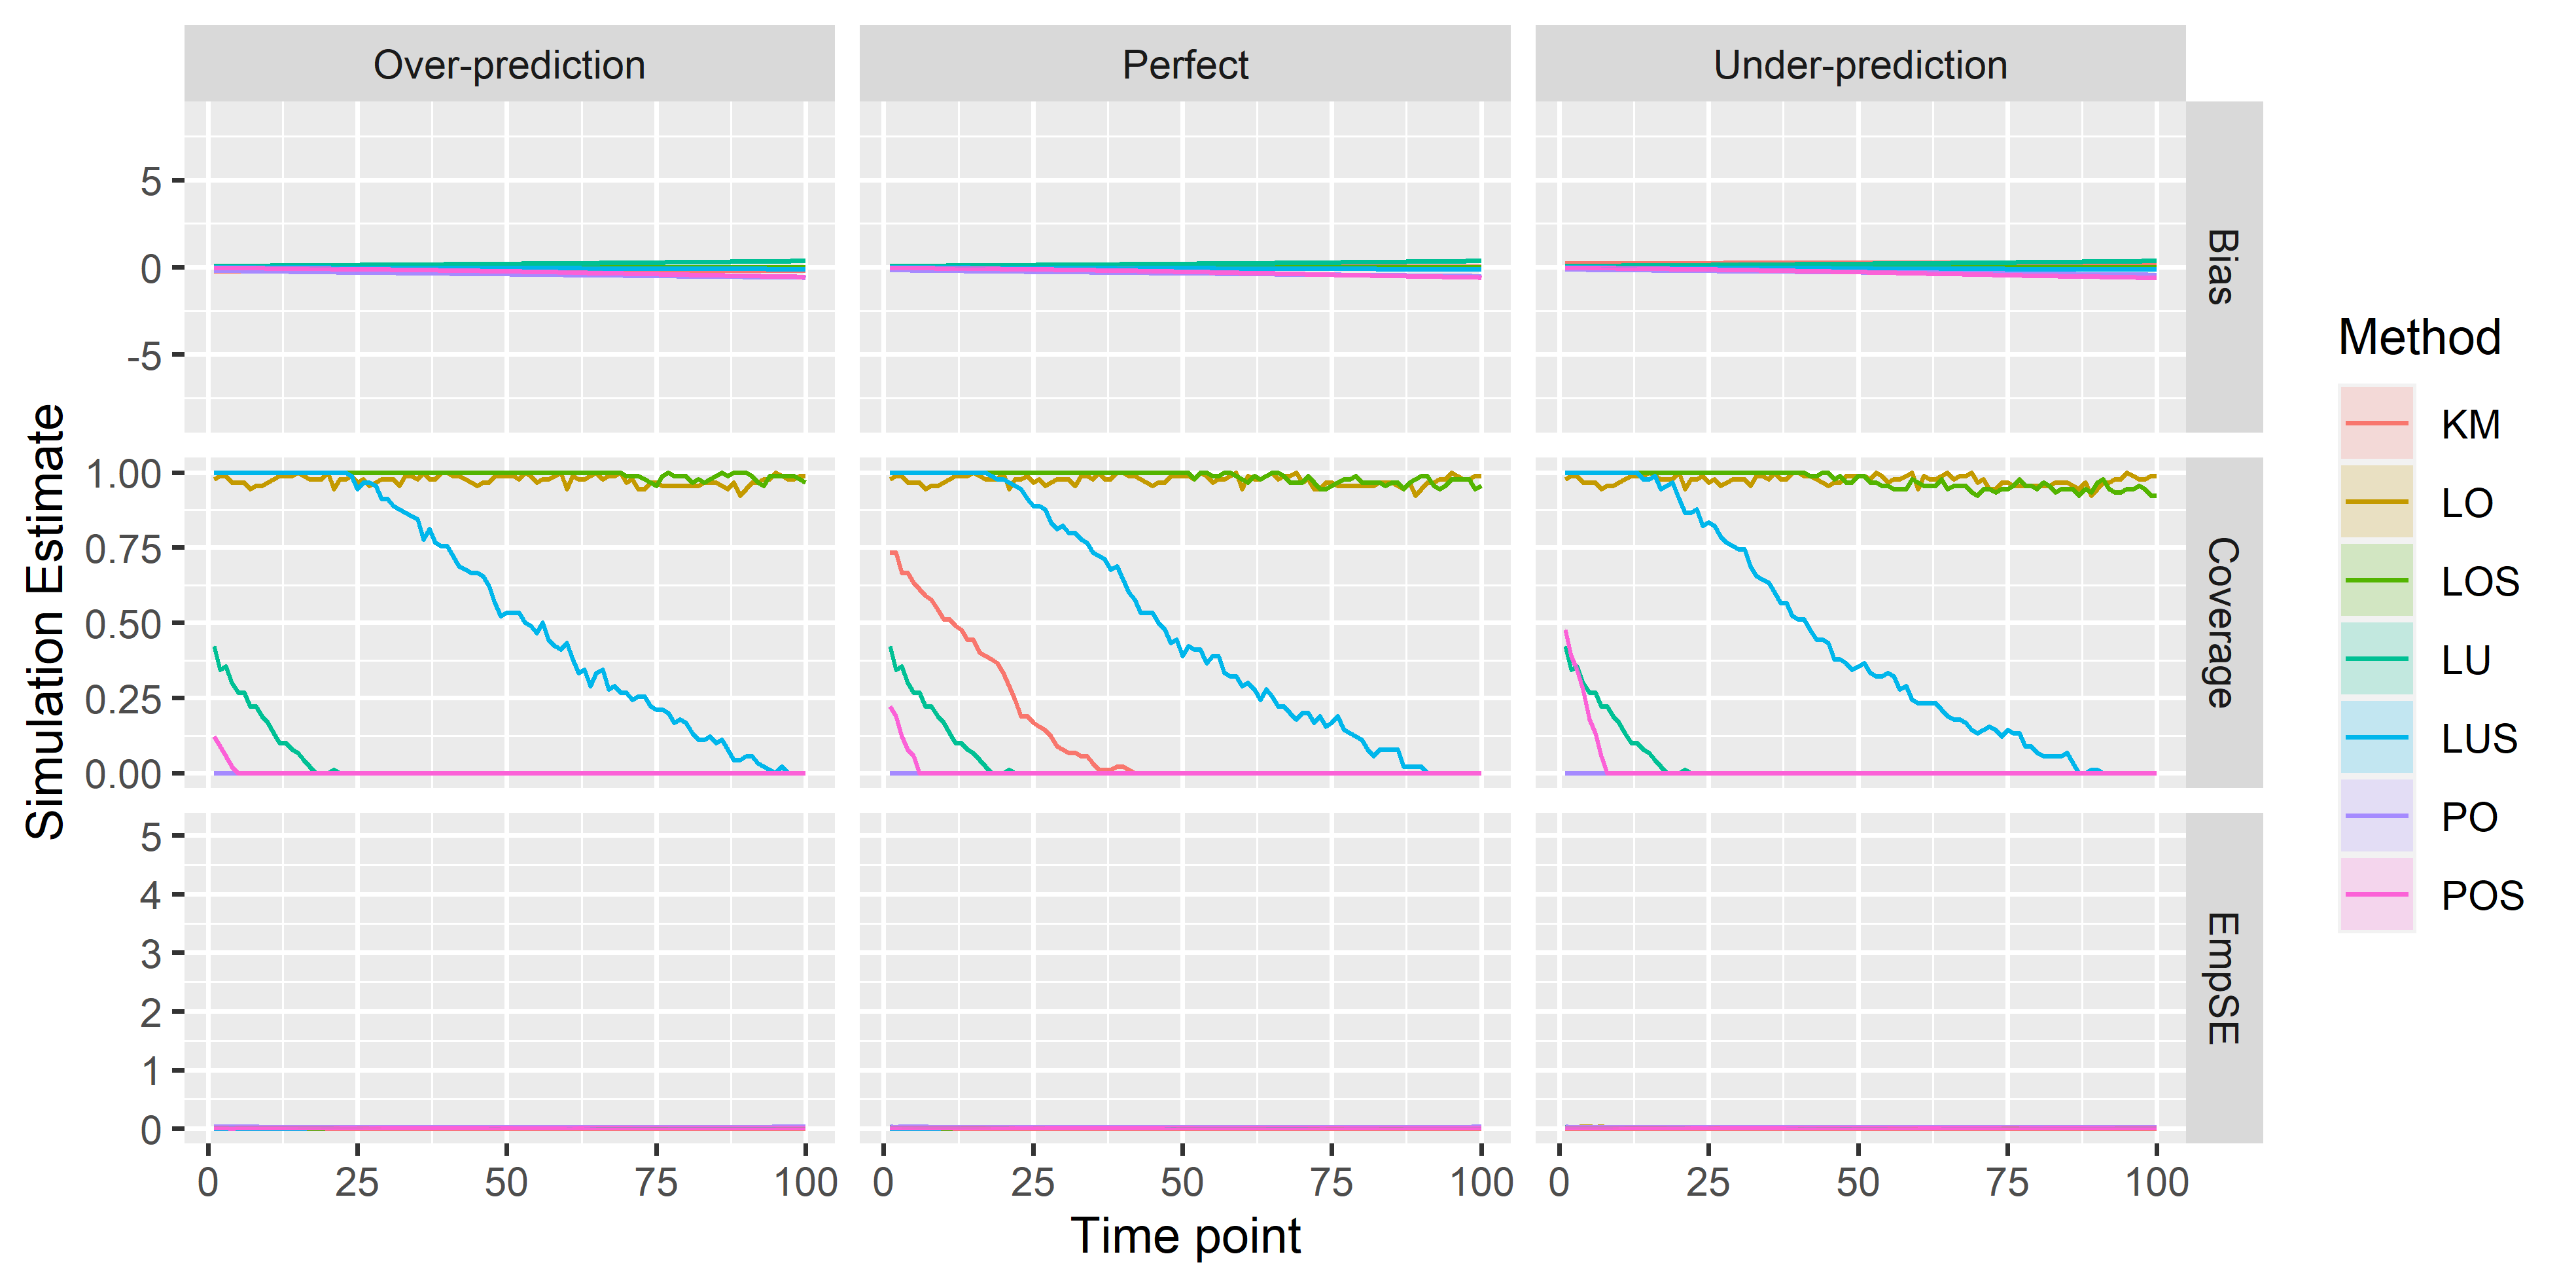 Over-prediction
Perfect
Under-prediction
5
0
-5
Bias
1.00
0.75
0.50
0.25
0.00
Coverage
5
4
3
2
1
0
EmpSE
0 25 50 75 100
0 25 50 75 100
0 25 50 75 100
Time point
Simulation Estimate
Method
KM
LO
LOS
LU
LUS
PO
POS